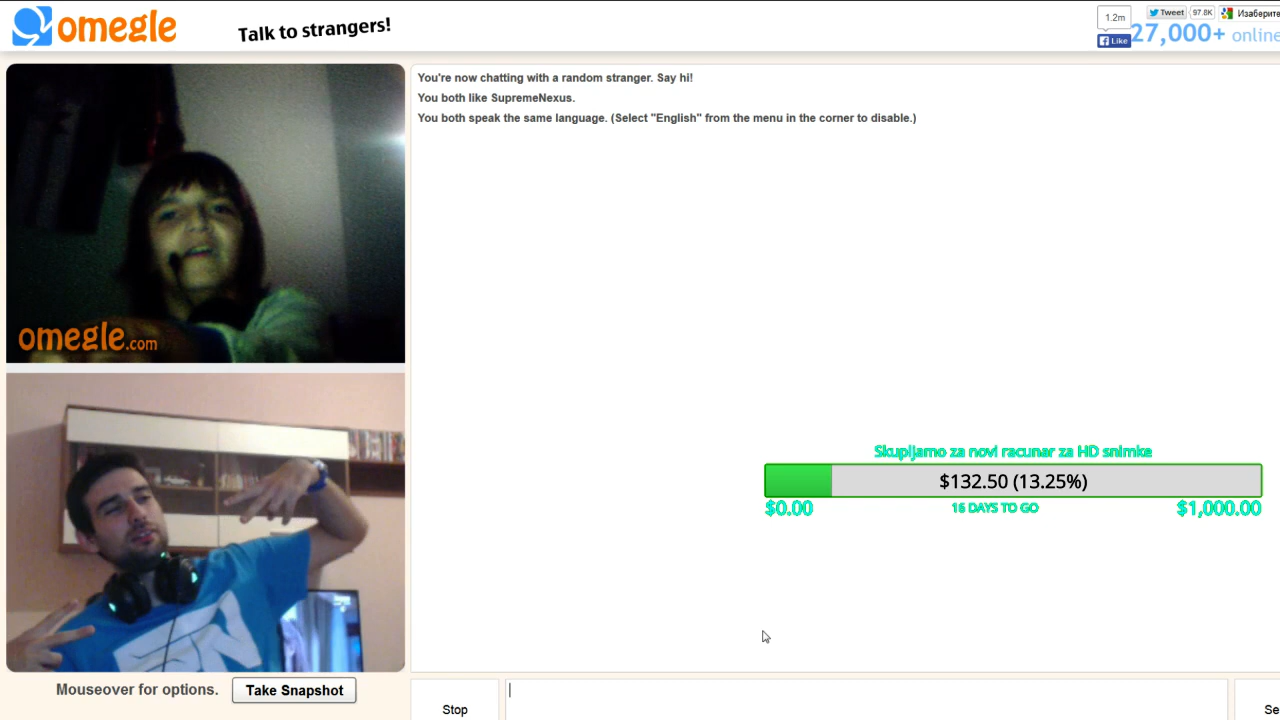 omegle
Talk to strangers!
1.2m
Like
Tweet
97.8K
Изаберите
27,000+ online
You're now chatting with a random stranger. Say hi!
You both like SupremeNexus.
You both speak the same language. (Select "English" from the menu in the corner to disable.)
omegle.com
Skupljamo za novi racunar za HD snimke
$132.50 (13.25%)
$0.00
16 DAYS TO GO
$1,000.00
Mouseover for options.
Take Snapshot
Stop
Se